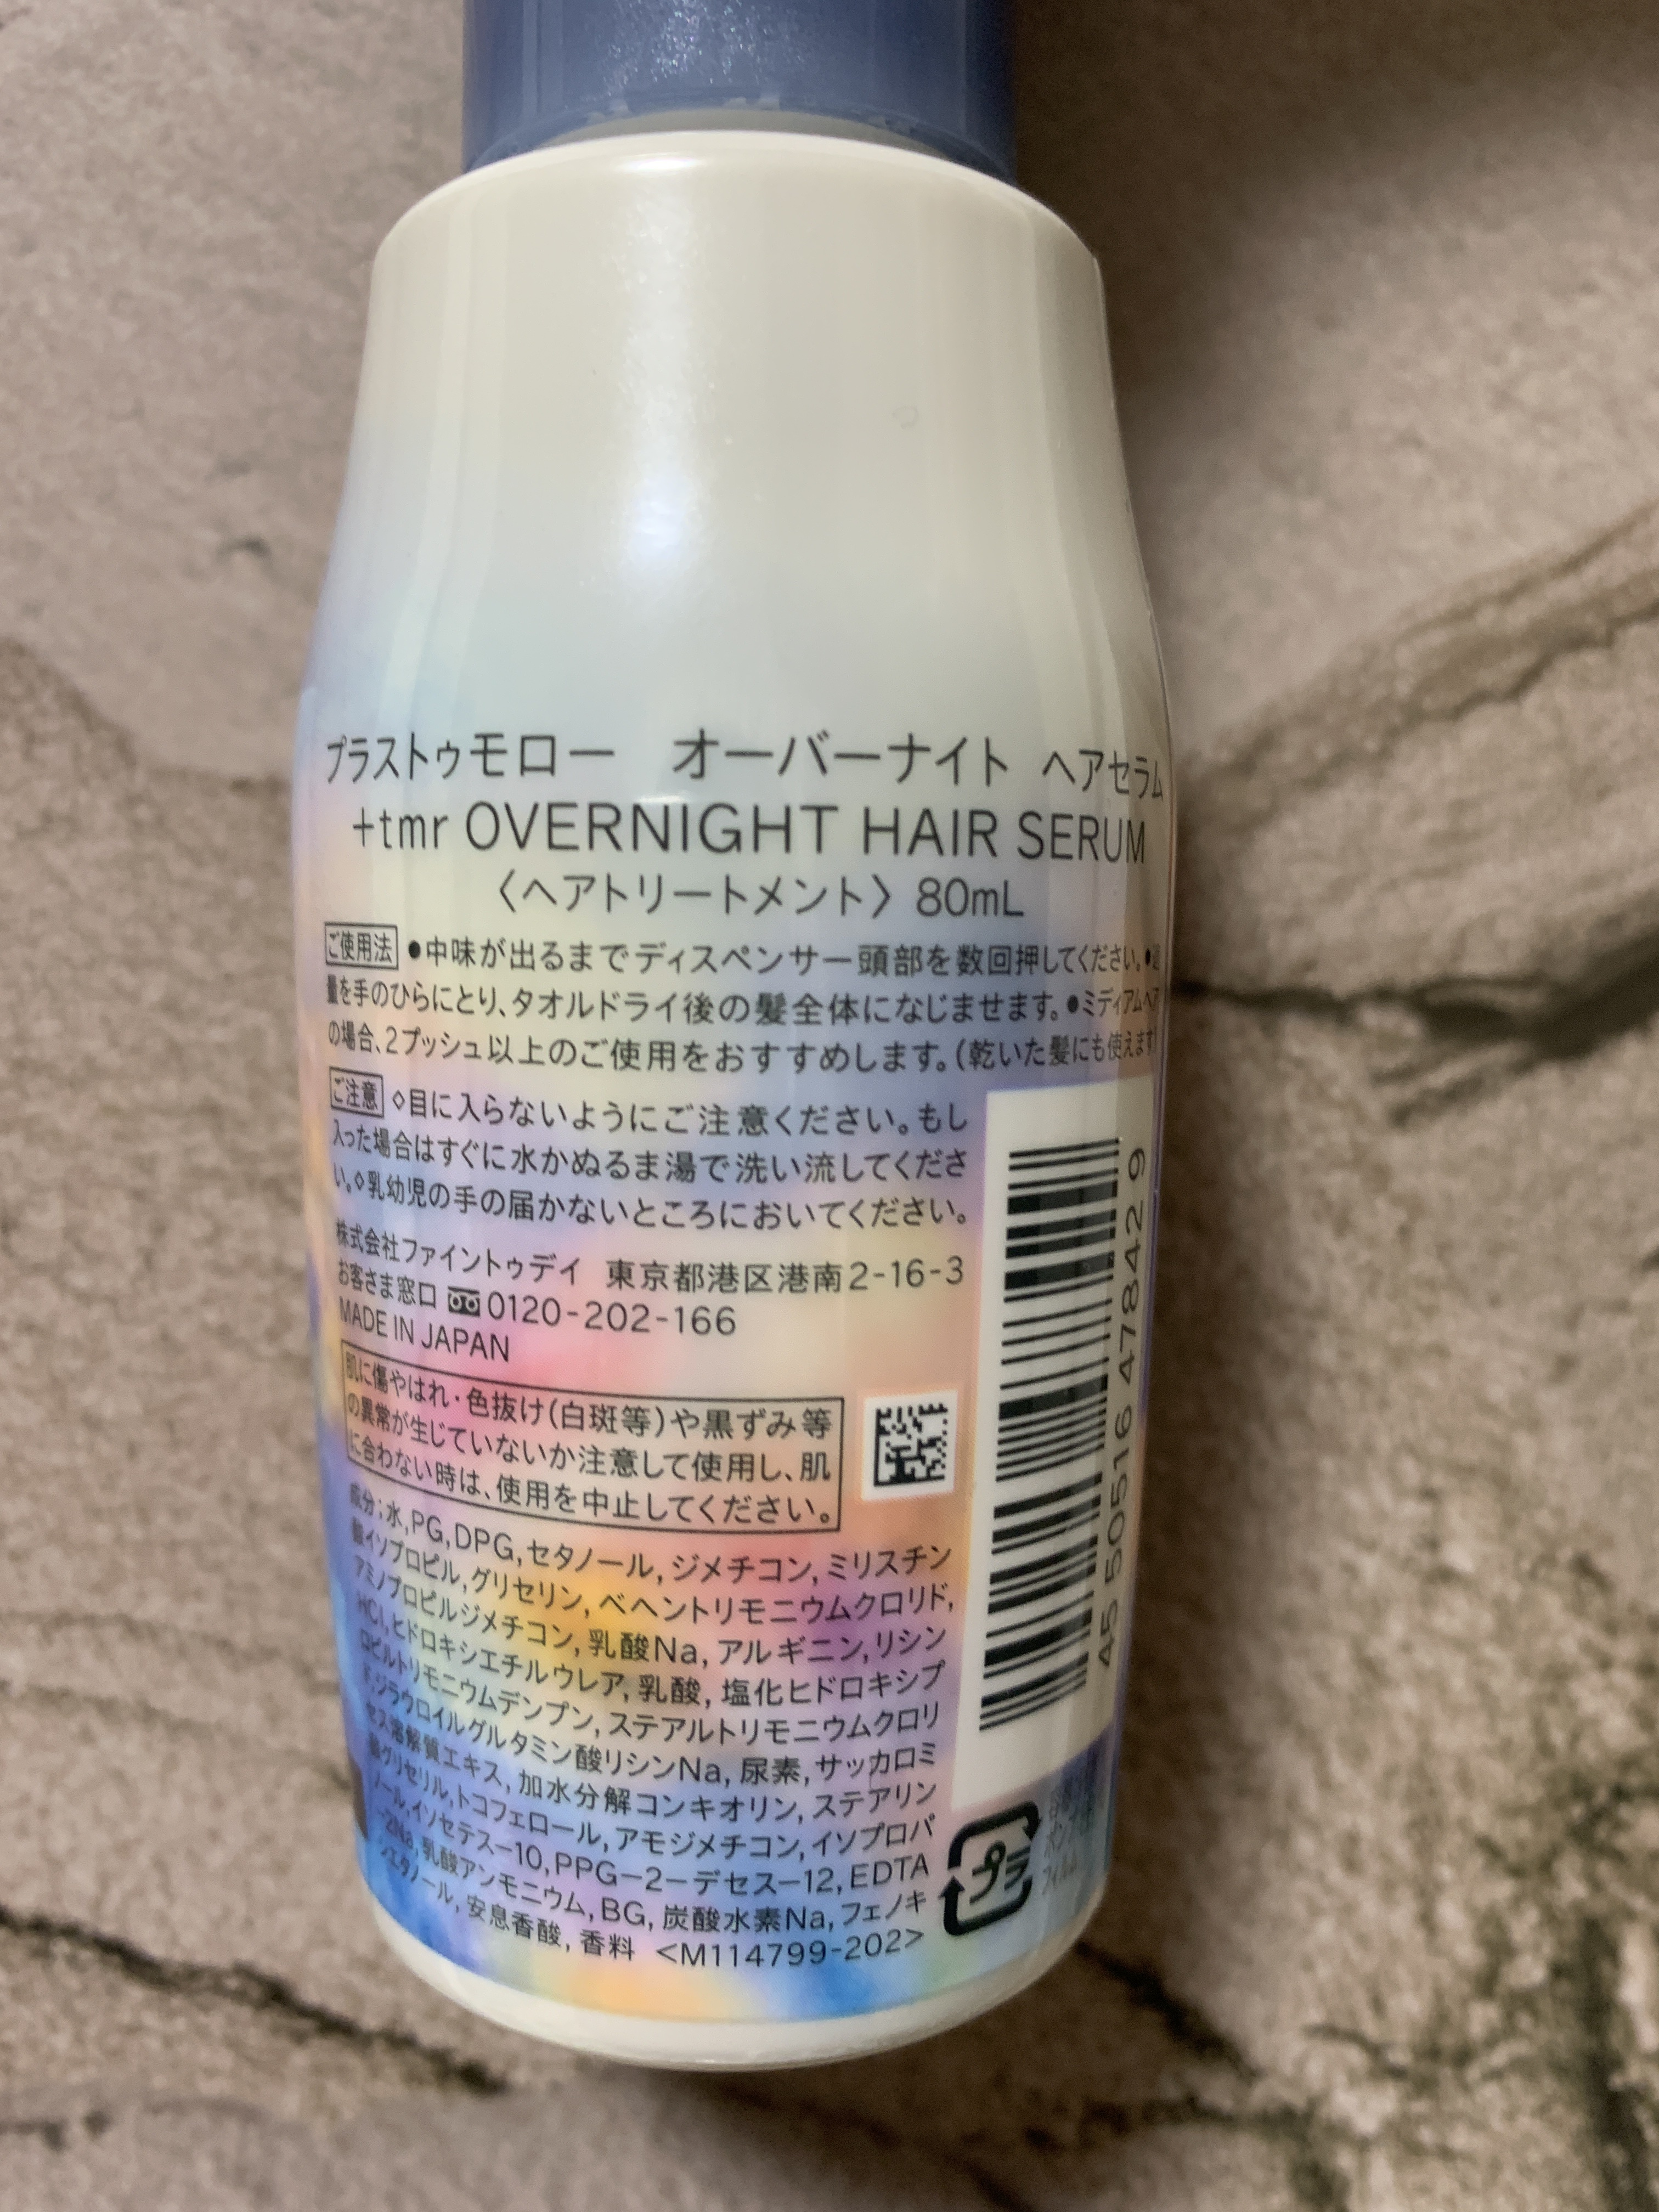 プラストゥモロー オーバーナイト ヘアセラム
+tmr OVERNIGHT HAIR SERUM
〈ヘアトリートメント〉 80mL
ご使用法 ●中味が出るまでディスペンサー頭部を数回押してください。●適
量を手のひらにとり、タオルドライ後の髪全体になじませます。●ミディアムヘア
の場合、2プッシュ以上のご使用をおすすめします。(乾いた髪にも使えます)
ご注意 ◇目に入らないようにご注意ください。もし
入った場合はすぐに水かぬるま湯で洗い流してくださ
い。◇乳幼児の手の届かないところにおいてください。
株式会社ファイントゥデイ 東京都港区港南2-16-3
お客さま窓口 0120-202-166
MADE IN JAPAN
肌に傷やはれ・色抜け(白斑等)や黒ずみ等
の異常が生じていないか注意して使用し、肌
に合わない時は、使用を中止してください。
成分;水,PG,DPG,セタノール,ジメチコン,ミリスチン
酸イソプロピル,グリセリン,ベヘントリモニウムクロリド,
アミノプロピルジメチコン,乳酸Na,アルギニン,リシン
HCl,ヒドロキシエチルウレア,乳酸,塩化ヒドロキシプ
ロピルトリモニウムデンプン,ステアルトリモニウムクロリ
ド,ジラウロイルグルタミン酸リシンNa,尿素,サッカロミ
セス溶解質エキス,加水分解コンキオリン,ステアリン
酸グリセリル,トコフェロール,アモジメチコン,イソプロパ
ノール,イソセテス-10,PPG-2-デセス-12,EDTA
-2Na,乳酸アンモニウム,BG,炭酸水素Na,フェノキ
シエタノール,安息香酸,香料 <M114799-202>
45 50516 47842 9
プラ